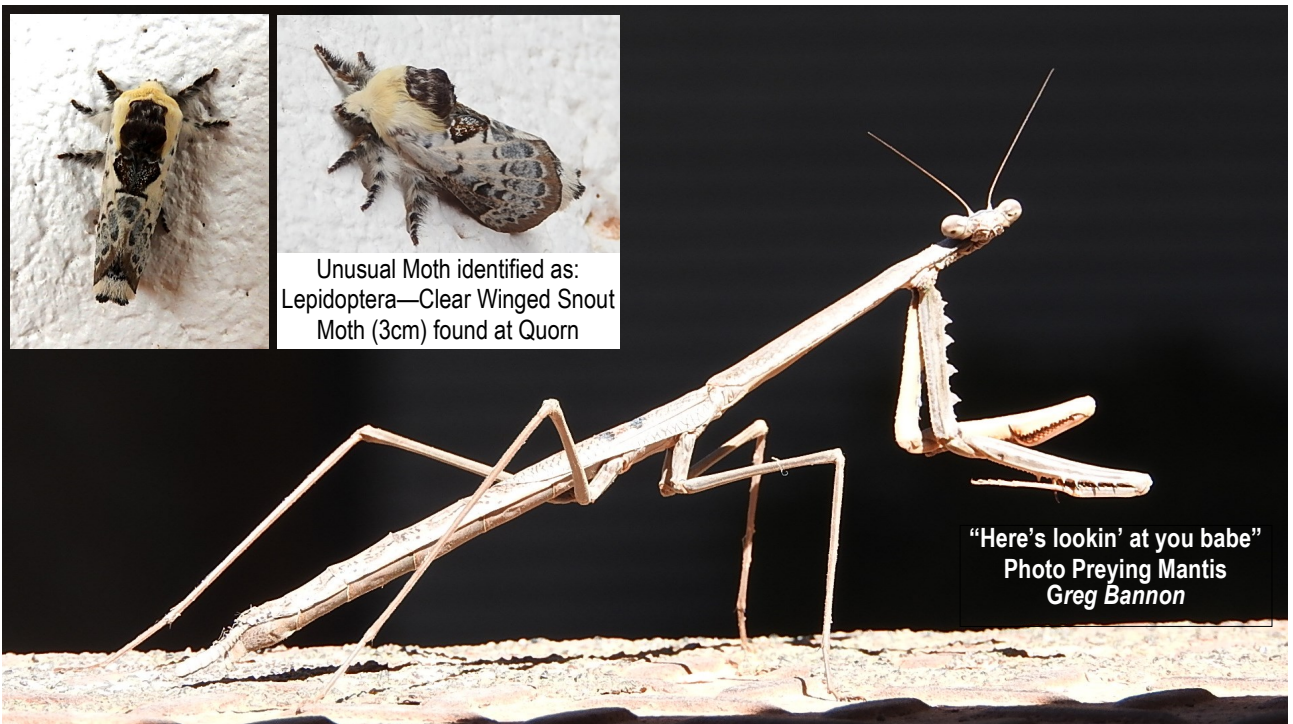 Unusual Moth identified as:
Lepidoptera—Clear Winged Snout
Moth (3cm) found at Quorn
“Here’s lookin’ at you babe”
Photo Preying Mantis
Greg Bannon